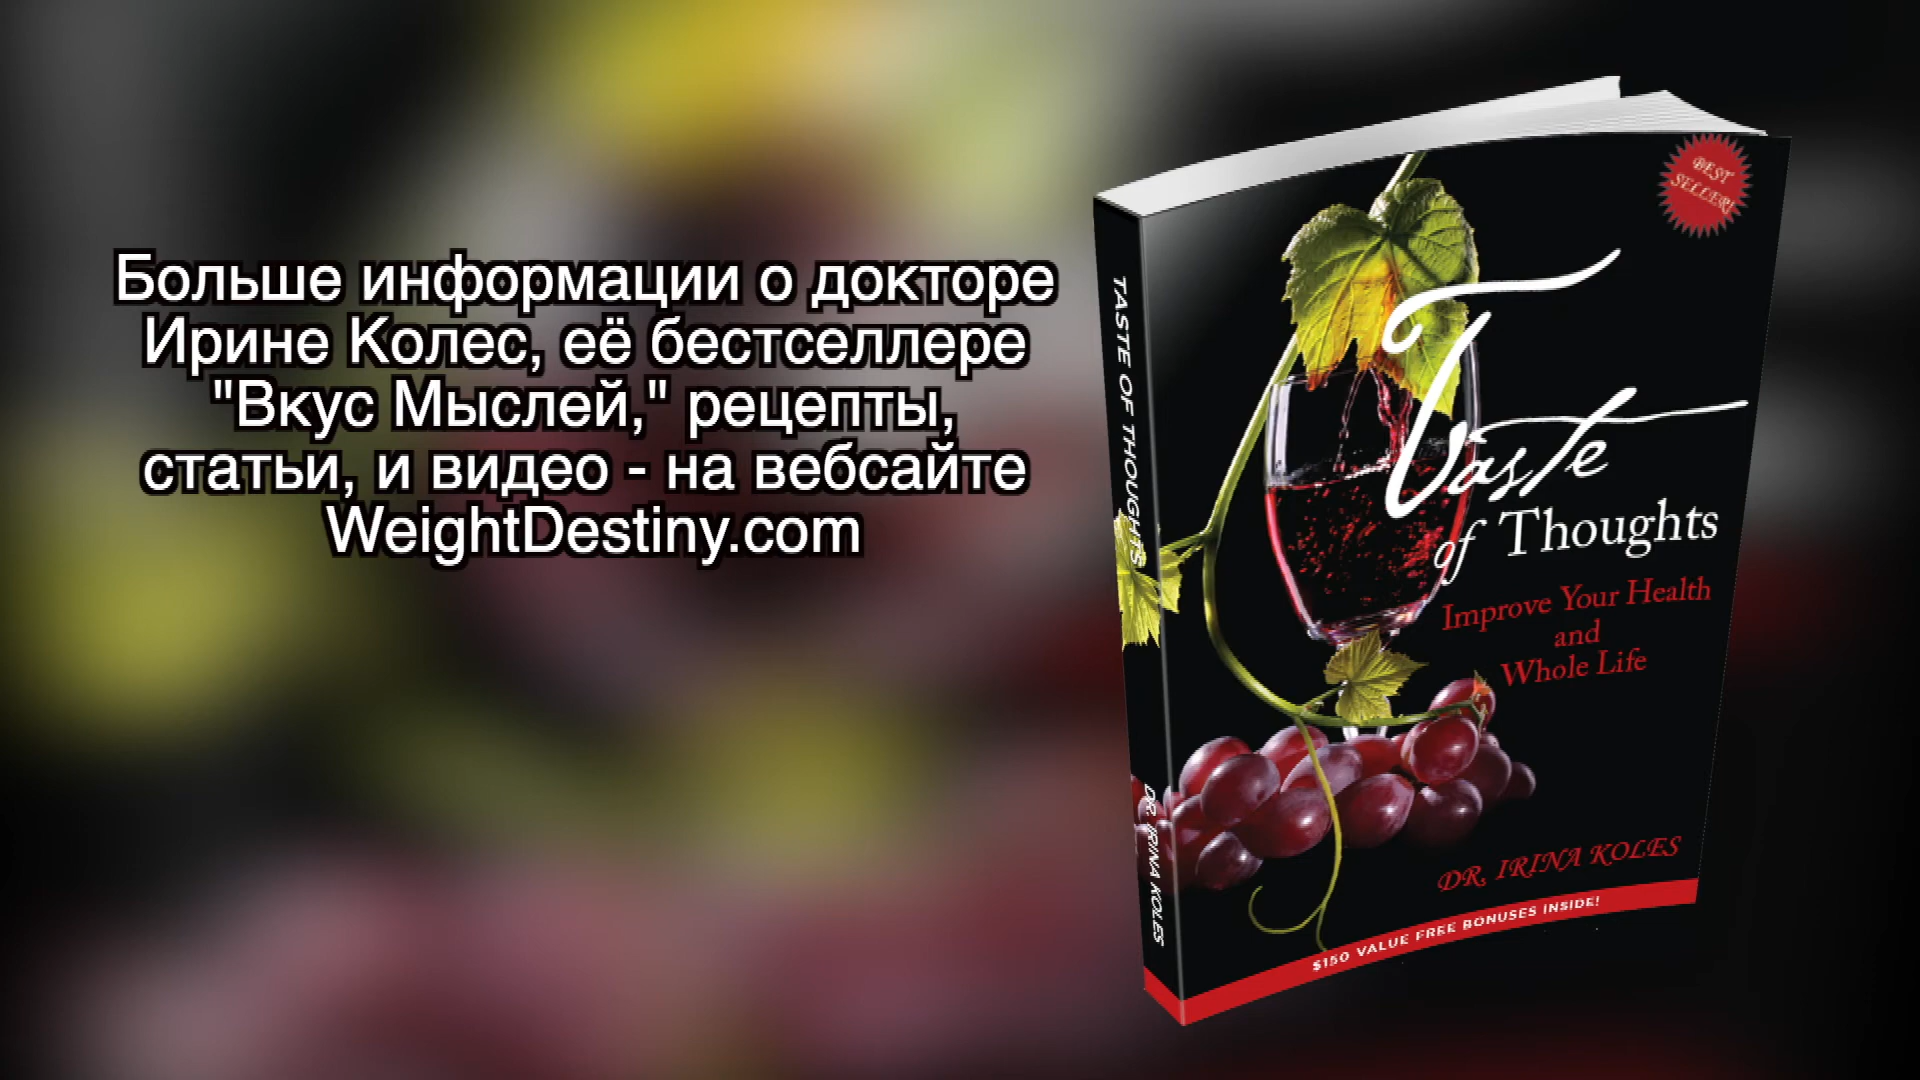 Больше информации о докторе
Ирине Колес, её бестселлере
"Вкус Мыслей," рецепты,
статьи, и видео - на вебсайте
WeightDestiny.com
BEST
SELLER!
Taste
of Thoughts
Improve Your Health
and
Whole Life
DR. IRINA KOLES
$150 VALUE FREE BONUSES INSIDE!
TASTE OF THOUGHTS
DR. IRINA KOLES